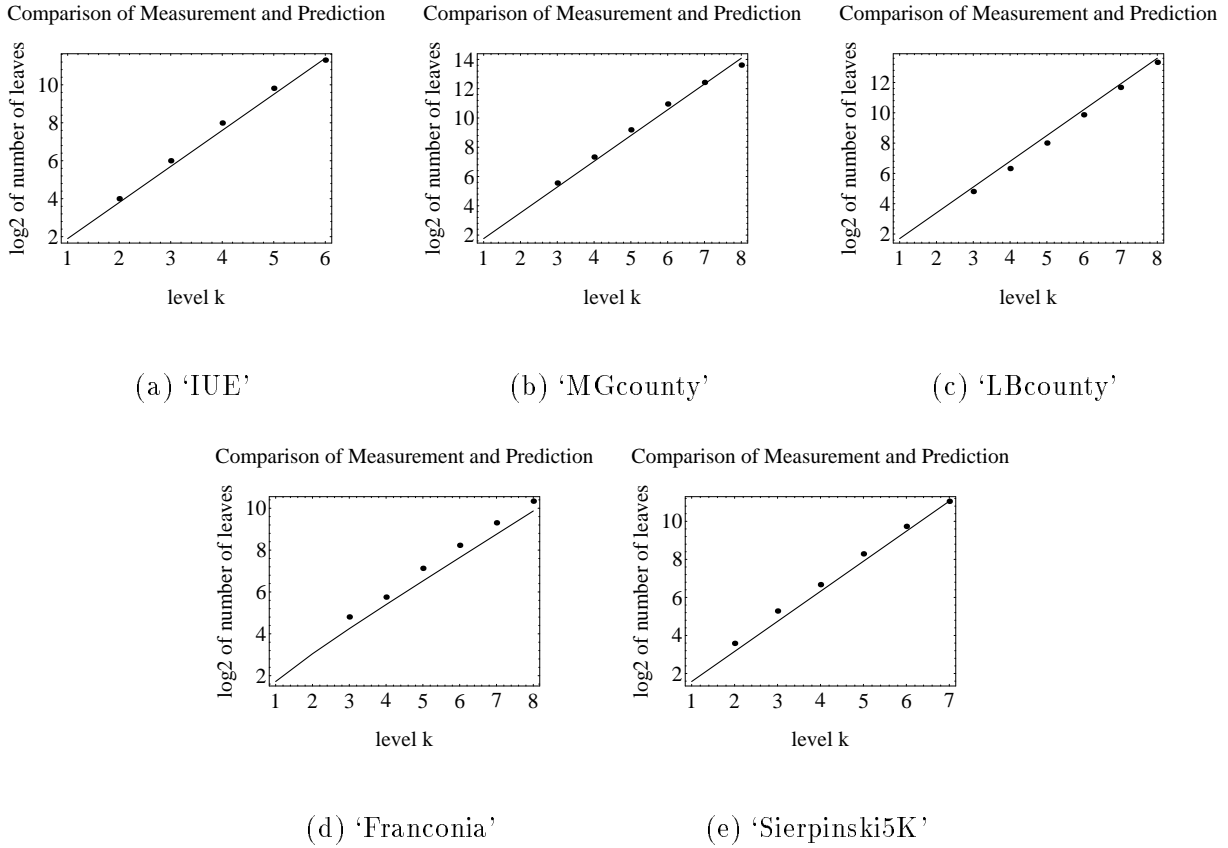 Comparison of Measurement and Prediction
log2 of number of leaves
10
8
6
4
2
1 2 3 4 5 6
level k
(a) ‘IUE’
Comparison of Measurement and Prediction
log2 of number of leaves
14
12
10
8
6
4
2
1 2 3 4 5 6 7 8
level k
(b) ‘MGcounty’
Comparison of Measurement and Prediction
log2 of number of leaves
12
10
8
6
4
2
1 2 3 4 5 6 7 8
level k
(c) ‘LBcounty’
Comparison of Measurement and Prediction
log2 of number of leaves
10
8
6
4
2
1 2 3 4 5 6 7 8
level k
(d) ‘Franconia’
Comparison of Measurement and Prediction
log2 of number of leaves
10
8
6
4
2
1 2 3 4 5 6 7
level k
(e) ‘Sierpinski5K’